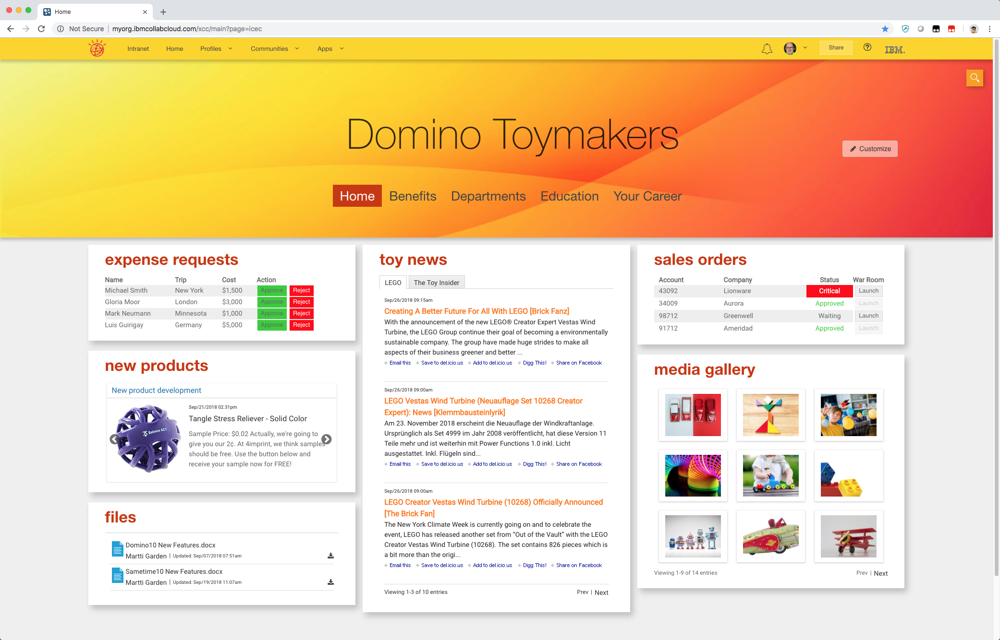 Home
Not Secure
myorg.ibmcollabcloud.com/xcc/main?page=icec
Intranet
Home
Profiles
Communities
Apps
Share
IBM.
Domino Toymakers
Customize
Home
Benefits
Departments
Education
Your Career
expense requests
Name Trip Cost Action
Michael Smith New York $1,500 Approve Reject
Gloria Moor London $3,000 Approve Reject
Mark Neumann Minnesota $1,000 Approve Reject
Luis Guirigay Germany $5,000 Approve Reject
new products
New product development
Balance ACT
Sep/21/2018 02:31pm
Tangle Stress Reliever - Solid Color
Sample Price: $0.02 Actually, we're going to
give you our 2¢. At 4imprint, we think samples
should be free. Use the button below and
receive your sample now for FREE!
files
Domino10 New Features.docx
Martti Garden | Updated: Sep/07/2018 07:51am
Sametime10 New Features.docx
Martti Garden | Updated: Sep/19/2018 11:07am
toy news
LEGO
The Toy Insider
Sep/26/2018 09:15am
Creating A Better Future For All With LEGO [Brick Fanz]
With the announcement of the new LEGO® Creator Expert Vestas Wind
Turbine, the LEGO Group continue their goal of becoming a environmentally
sustainable company. The group have made huge strides to make all
aspects of their business greener and better ...
Email this Save to del.icio.us Add to del.icio.us Digg This! Share on Facebook
Sep/26/2018 09:00am
LEGO Vestas Wind Turbine (Neuauflage Set 10268 Creator
Expert): News [Klemmbausteinlyrik]
Am 23. November 2018 erscheint die Neuauflage der Windkraftanlage.
Ursprünglich als Set 4999 im Jahr 2008 veröffentlicht, hat diese Version 11
Teile mehr und ist weiterhin mit Power Functions 1.0 inkl. Licht
ausgestattet. Inkl. Flügeln sind...
Email this Save to del.icio.us Add to del.icio.us Digg This! Share on Facebook
Sep/26/2018 09:00am
LEGO Creator Vestas Wind Turbine (10268) Officially Announced
[The Brick Fan]
The New York Climate Week is currently going on and to celebrate the
event, LEGO has released another set from “Out of the Vault” with the LEGO
Creator Vestas Wind Turbine (10268). The set contains 826 pieces which is
a bit more than the origi...
Email this Save to del.icio.us Add to del.icio.us Digg This! Share on Facebook
Viewing 1-3 of 10 entries
Prev | Next
sales orders
Account Company Status War Room
43092 Lionware Critical Launch
34009 Aurora Approved Launch
98712 Greenwell Waiting Launch
91712 Ameridad Approved Launch
media gallery
Viewing 1-9 of 14 entries
Prev | Next